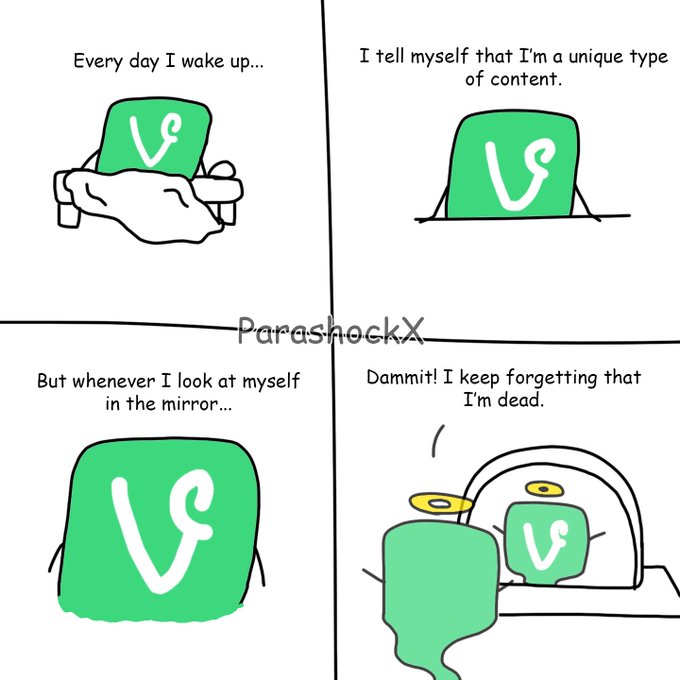 Every day I wake up...
I tell myself that I'm a unique type
of content.
ParashockX
But whenever I look at myself
in the mirror...
Dammit! I keep forgetting that
I'm dead.